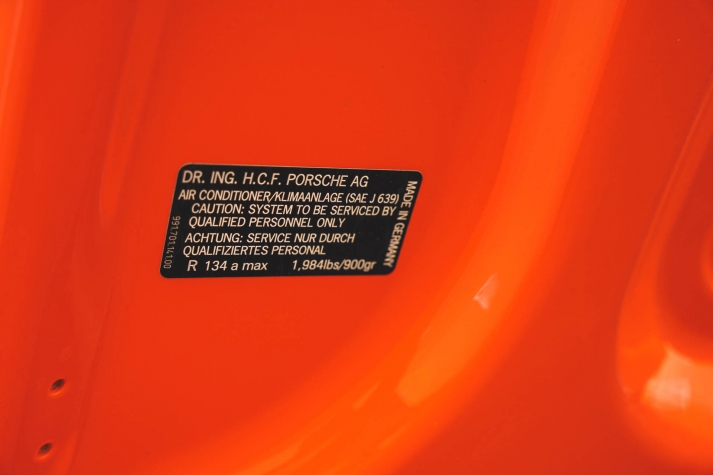 DR. ING. H.C.F. PORSCHE AG
AIR CONDITIONER/KLIMAANLAGE (SAE J 639)
CAUTION: SYSTEM TO BE SERVICED BY
QUALIFIED PERSONNEL ONLY
ACHTUNG: SERVICE NUR DURCH
QUALIFIZIERTES PERSONAL
R 134 a max 1,984lbs/900gr
MADE IN GERMANY
99170114100